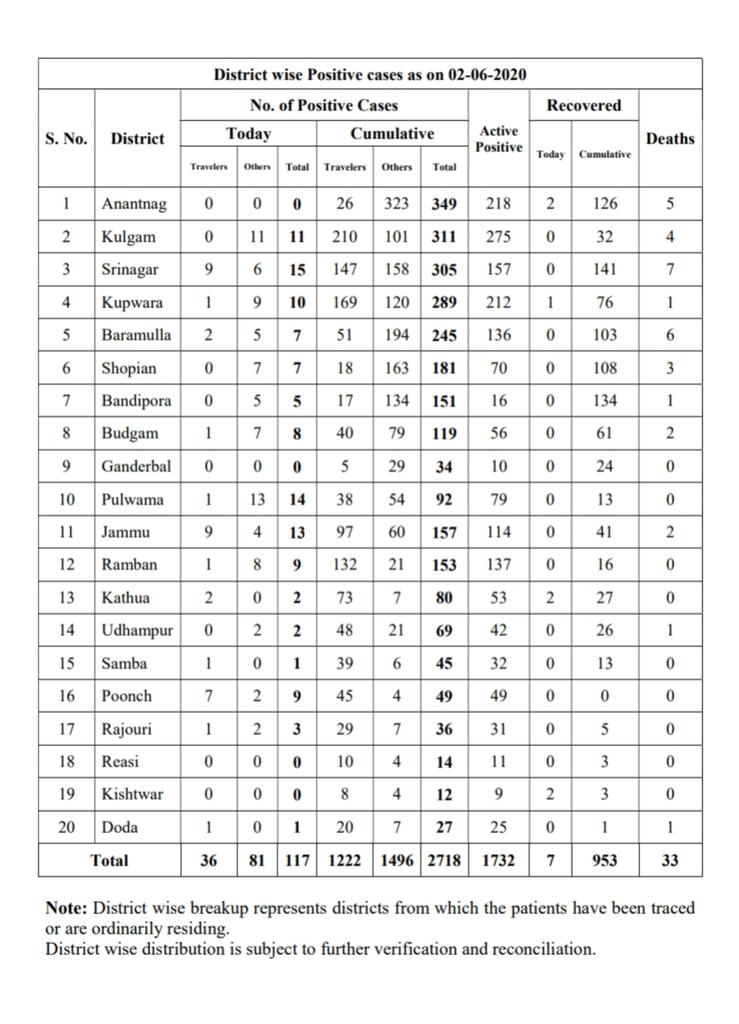 District wise Positive cases as on 02-06-2020
S. No. District No. of Positive Cases Active Positive Recovered Deaths
Today Cumulative Today Cumulative
Travelers Others Total Travelers Others Total
1 Anantnag 0 0 0 26 323 349 218 2 126 5
2 Kulgam 0 11 11 210 101 311 275 0 32 4
3 Srinagar 9 6 15 147 158 305 157 0 141 7
4 Kupwara 1 9 10 169 120 289 212 1 76 1
5 Baramulla 2 5 7 51 194 245 136 0 103 6
6 Shopian 0 7 7 18 163 181 70 0 108 3
7 Bandipora 0 5 5 17 134 151 16 0 134 1
8 Budgam 1 7 8 40 79 119 56 0 61 2
9 Ganderbal 0 0 0 5 29 34 10 0 24 0
10 Pulwama 1 13 14 38 54 92 79 0 13 0
11 Jammu 9 4 13 97 60 157 114 0 41 2
12 Ramban 1 8 9 132 21 153 137 0 16 0
13 Kathua 2 0 2 73 7 80 53 2 27 0
14 Udhampur 0 2 2 48 21 69 42 0 26 1
15 Samba 1 0 1 39 6 45 32 0 13 0
16 Poonch 7 2 9 45 4 49 49 0 0 0
17 Rajouri 1 2 3 29 7 36 31 0 5 0
18 Reasi 0 0 0 10 4 14 11 0 3 0
19 Kishtwar 0 0 0 8 4 12 9 2 3 0
20 Doda 1 0 1 20 7 27 25 0 1 1
Total 36 81 117 1222 1496 2718 1732 7 953 33
Note: District wise breakup represents districts from which the patients have been traced
or are ordinarily residing.
District wise distribution is subject to further verification and reconciliation.